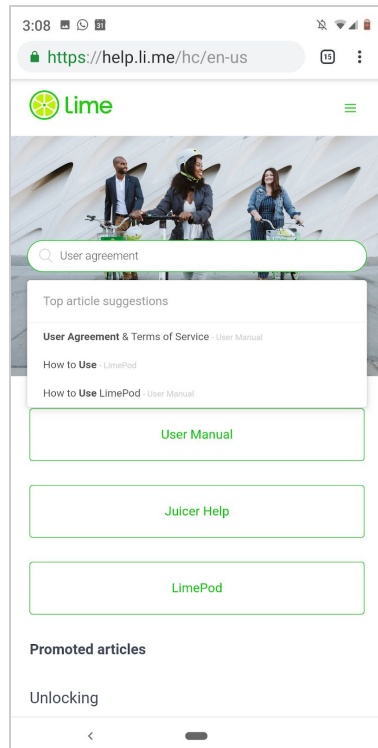 3:08
31
https://help.li.me/hc/en-us
15
Lime
User agreement
Top article suggestions
User Agreement & Terms of Service - User Manual
How to Use - LimePod
How to Use LimePod - User Manual
User Manual
Juicer Help
LimePod
Promoted articles
Unlocking